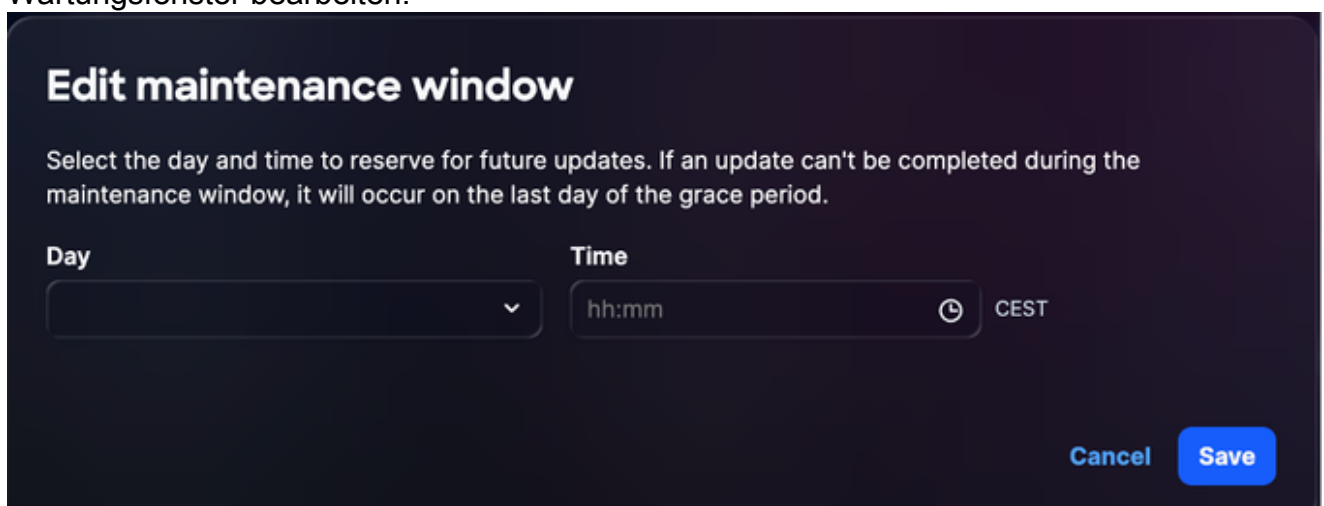 Wartungsfenster bearbeiten.
Edit maintenance window
Select the day and time to reserve for future updates. If an update can't be completed during the
maintenance window, it will occur on the last day of the grace period.
Day Time
hh:mm CEST
Cancel Save